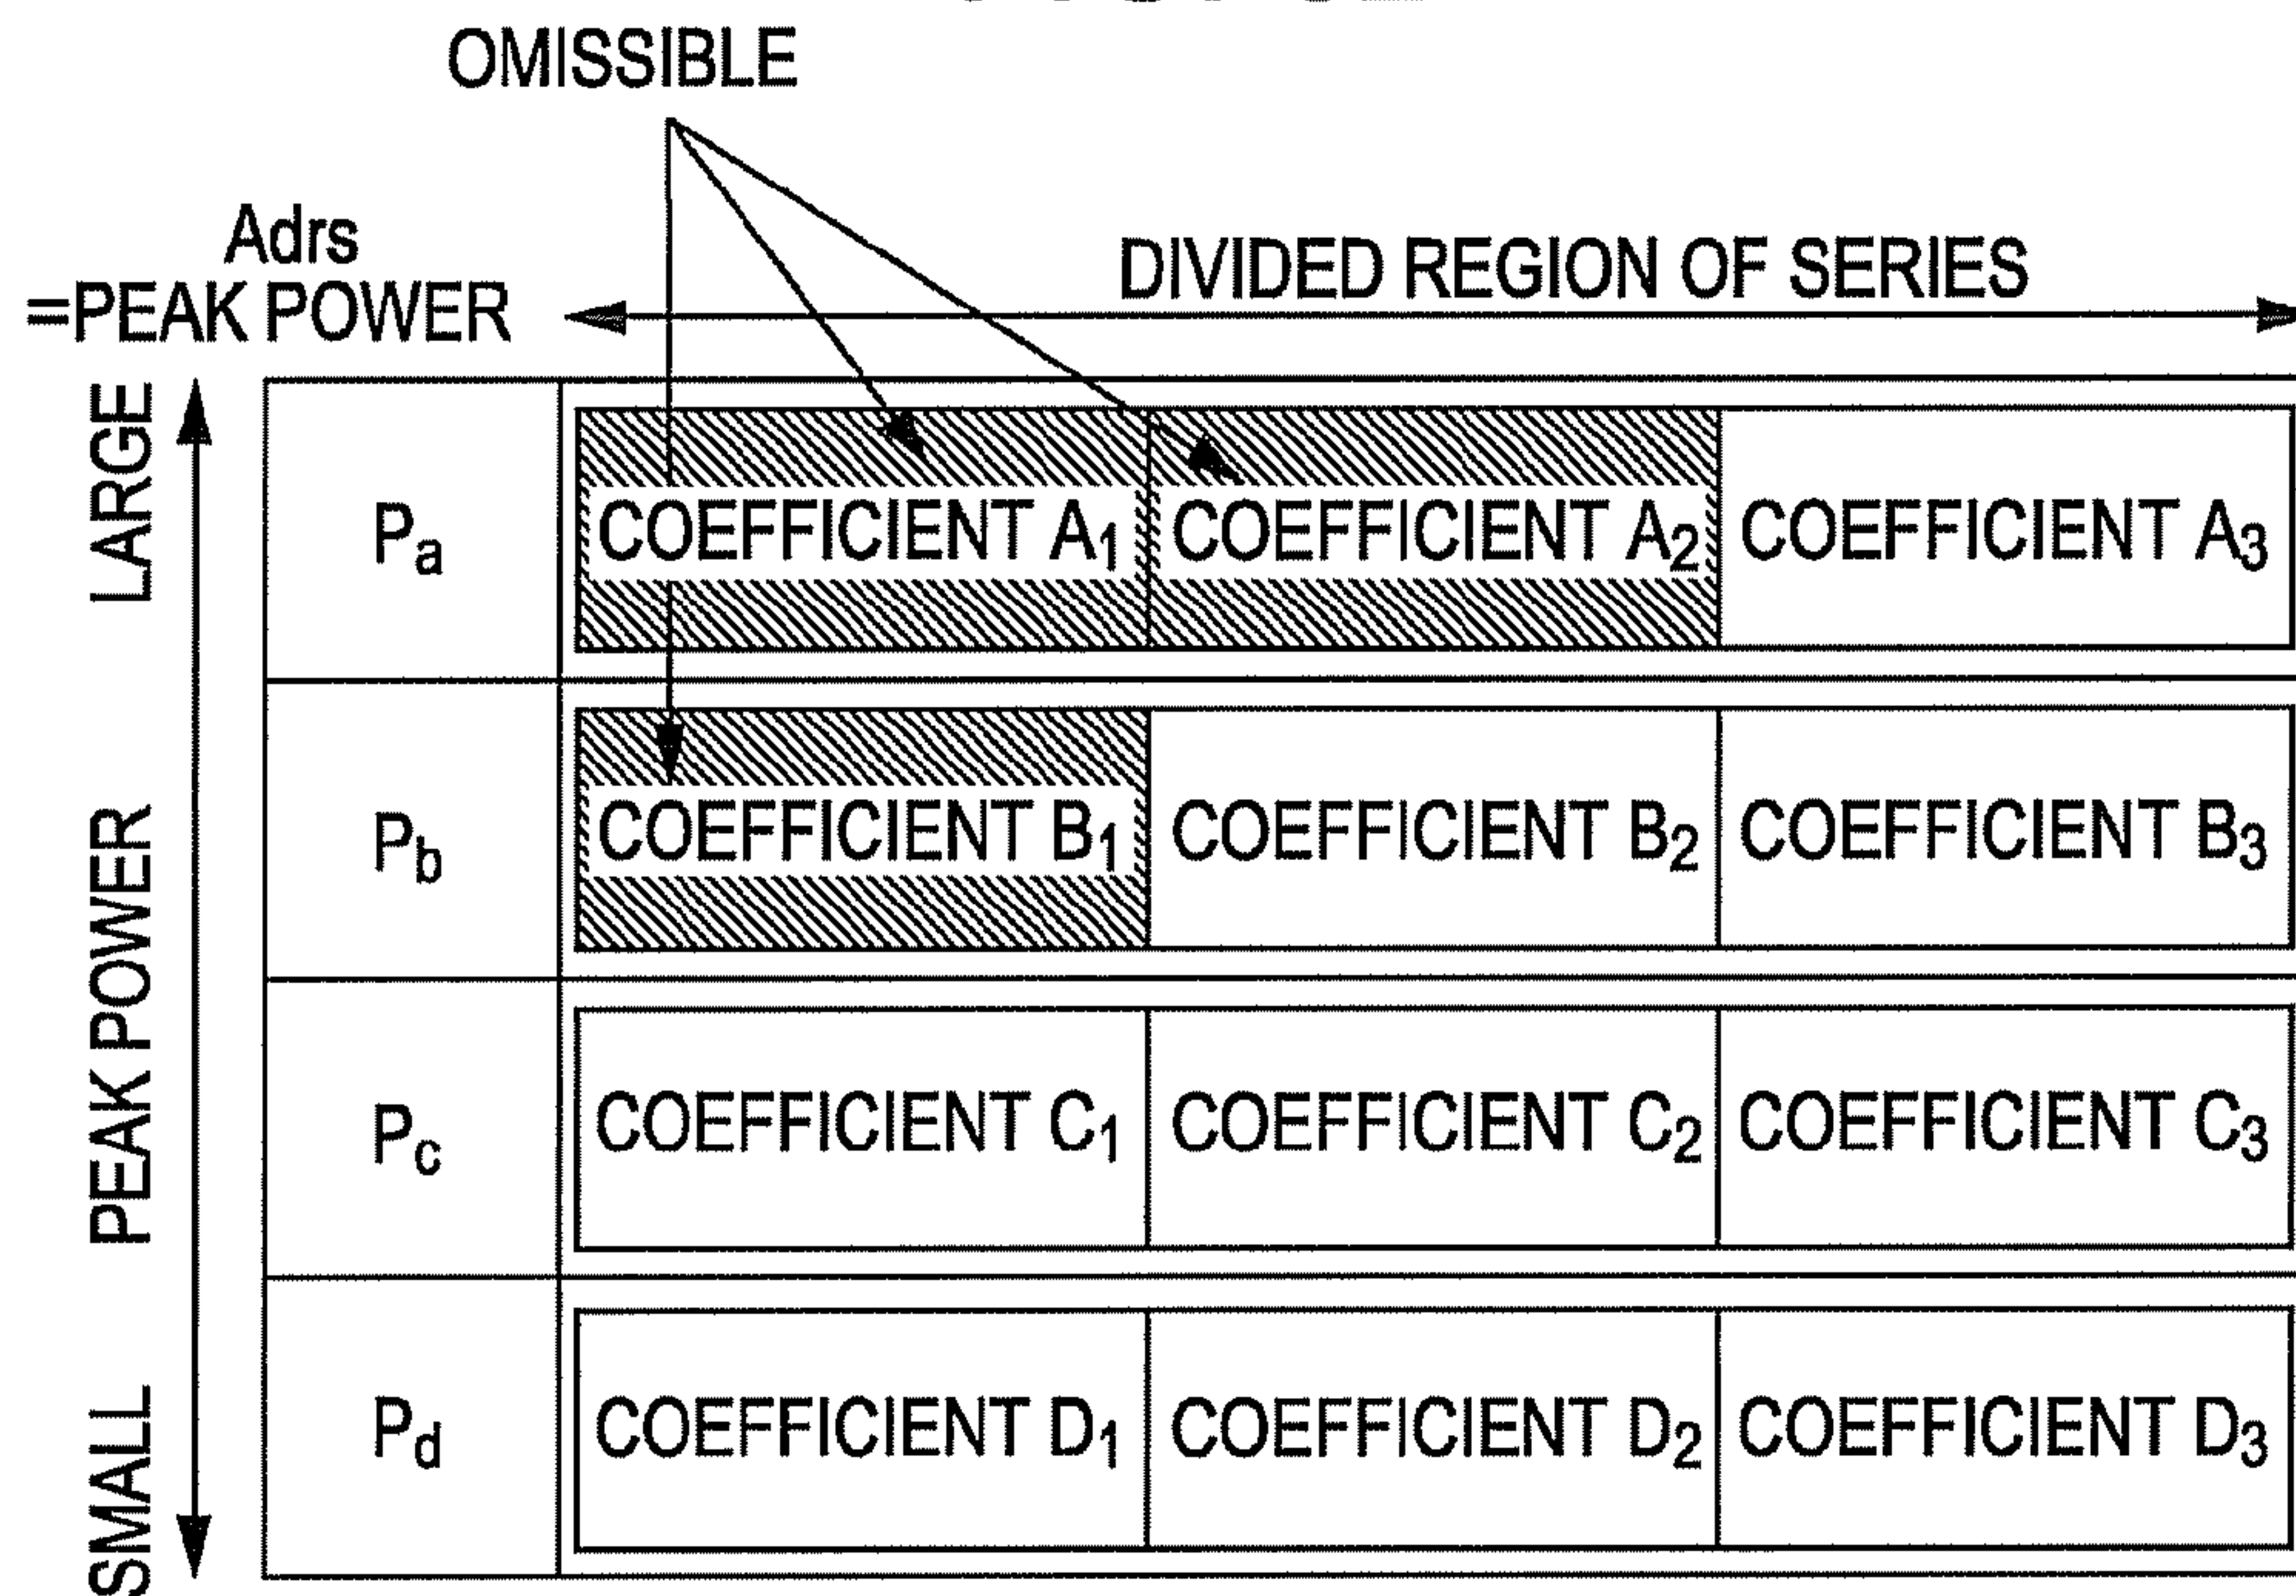 OMISSIBLE
Adrs
=PEAK POWER
DIVIDED REGION OF SERIES
LARGE
PEAK POWER
SMALL
Pa COEFFICIENT A1 COEFFICIENT A2 COEFFICIENT A3
Pb COEFFICIENT B1 COEFFICIENT B2 COEFFICIENT B3
Pc COEFFICIENT C1 COEFFICIENT C2 COEFFICIENT C3
Pd COEFFICIENT D1 COEFFICIENT D2 COEFFICIENT D3